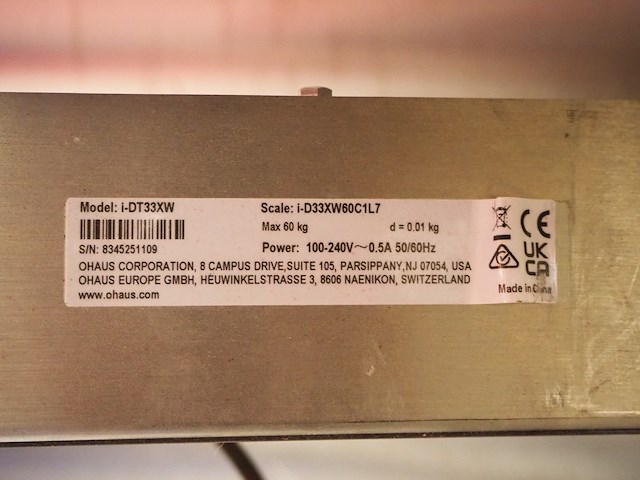 Model: i-DT33XW Scale: i-D33XW60C1L7
Max 60 kg d = 0.01 kg
S/N: 8345251109 Power: 100-240V～0.5A 50/60Hz
OHAUS CORPORATION, 8 CAMPUS DRIVE,SUITE 105, PARSIPPANY,NJ 07054, USA
OHAUS EUROPE GMBH, HEUWINKELSTRASSE 3, 8606 NAENIKON, SWITZERLAND
www.ohaus.com
CE
UK
CA
Made in China